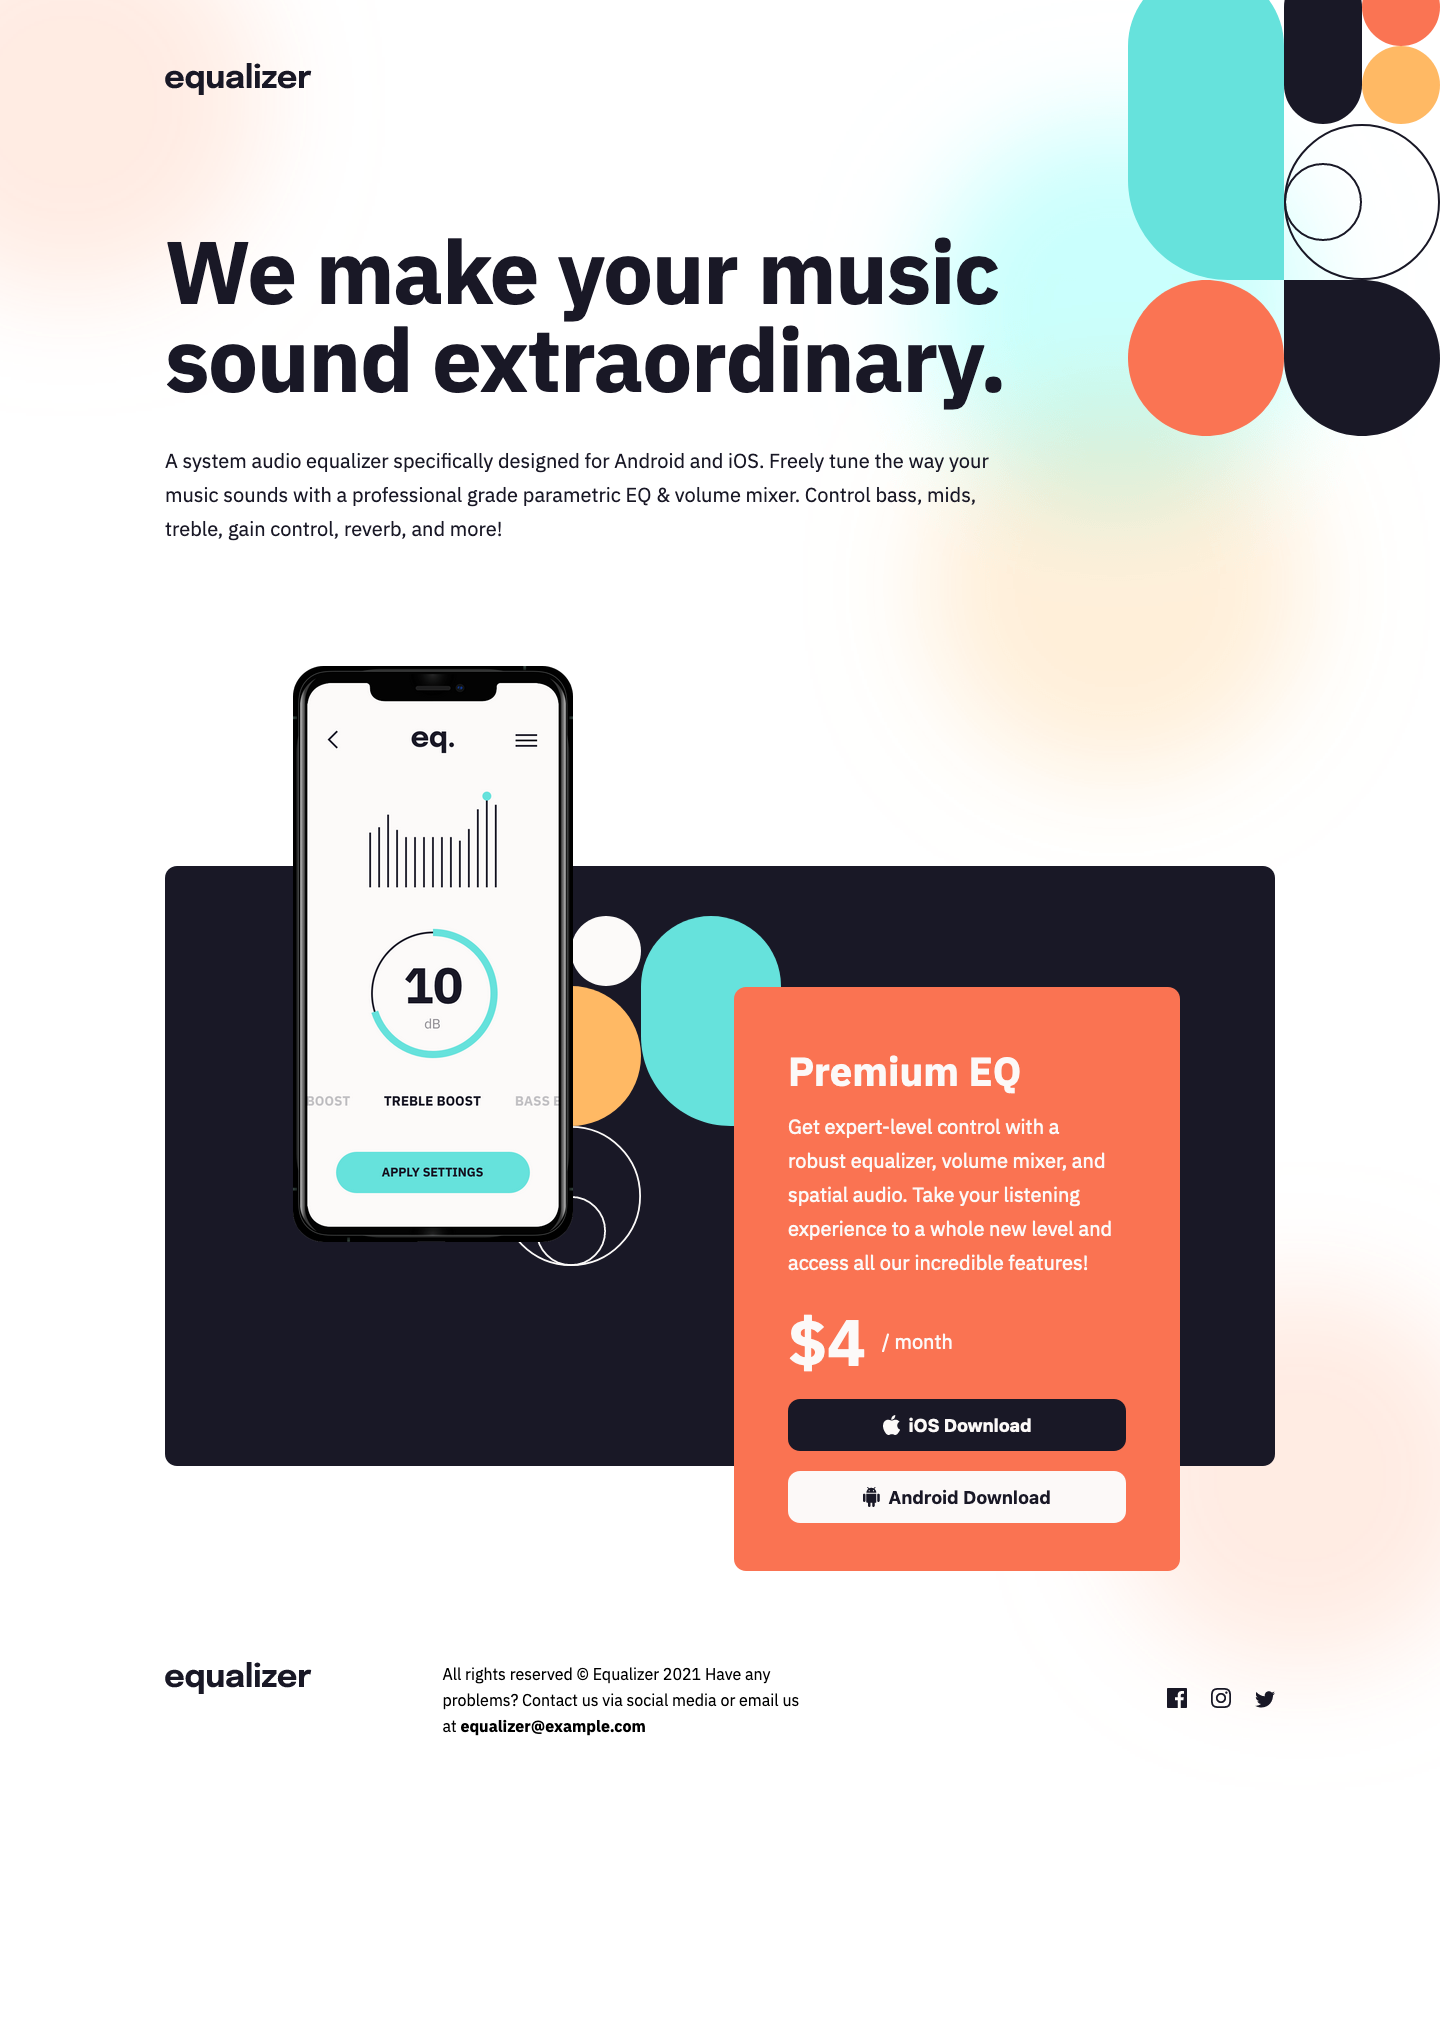 equalizer
We make your music
sound extraordinary.
A system audio equalizer specifically designed for Android and iOS. Freely tune the way your
music sounds with a professional grade parametric EQ & volume mixer. Control bass, mids,
treble, gain control, reverb, and more!
eq.
10
dB
BOOST TREBLE BOOST BASS
APPLY SETTINGS
Premium EQ
Get expert-level control with a
robust equalizer, volume mixer, and
spatial audio. Take your listening
experience to a whole new level and
access all our incredible features!
$4 / month
iOS Download
Android Download
equalizer
All rights reserved © Equalizer 2021 Have any
problems? Contact us via social media or email us
at equalizer@example.com